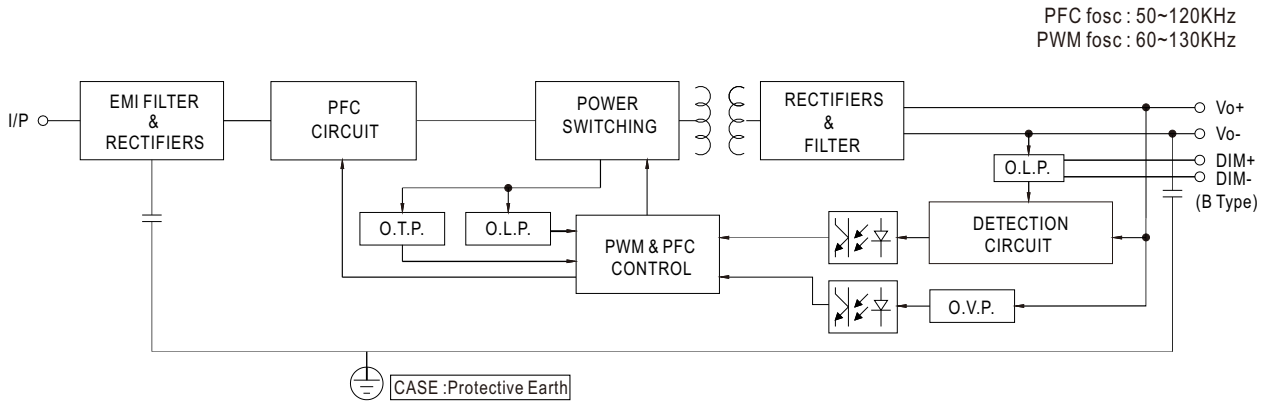 PFC fosc : 50~120KHz
PWM fosc : 60~130KHz
I/P
EMI FILTER
&
RECTIFIERS
PFC
CIRCUIT
POWER
SWITCHING
RECTIFIERS
&
FILTER
Vo+
Vo-
DIM+
DIM-
(B Type)
O.L.P.
O.T.P.
O.L.P.
PWM & PFC
CONTROL
DETECTION
CIRCUIT
O.V.P.
CASE :Protective Earth